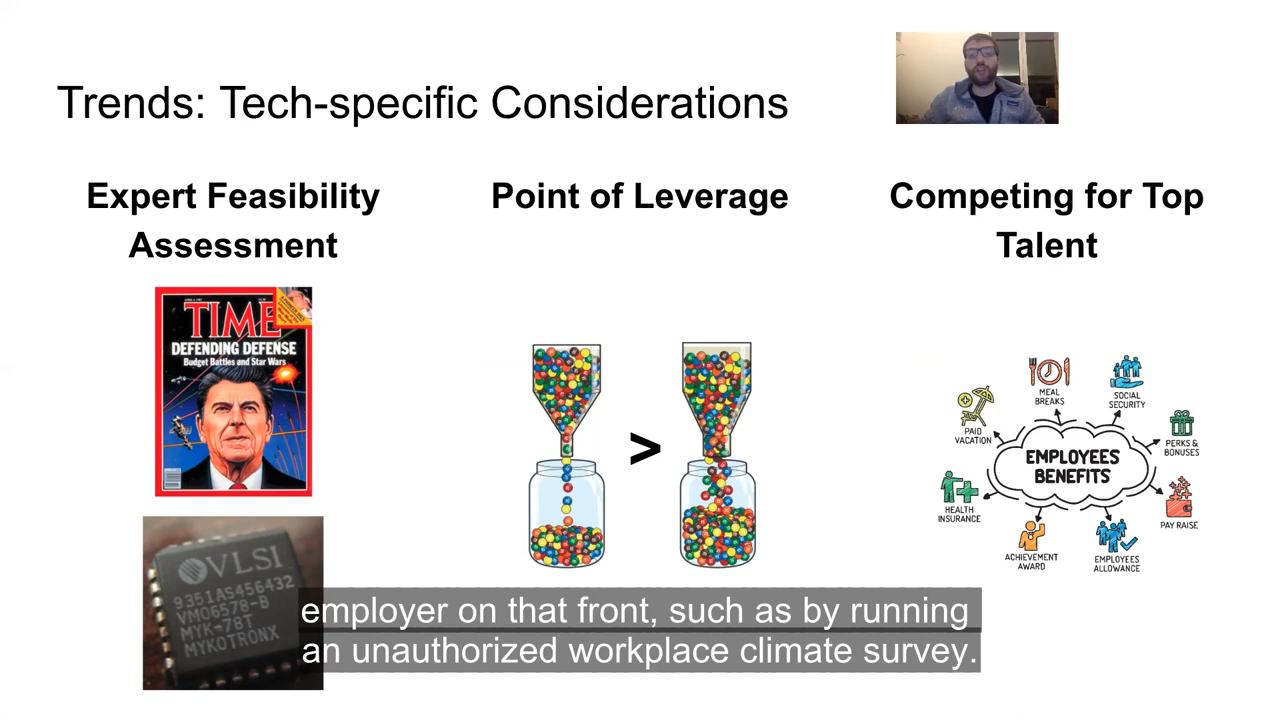 Trends: Tech-specific Considerations
Expert Feasibility
Assessment
Point of Leverage
Competing for Top
Talent
TIME
DEFENDING DEFENSE
Budget Battles and Star Wars
>
MEAL
BREAKS
SOCIAL
SECURITY
PAID
VACATION
PERKS &
BONUSES
EMPLOYEES
BENEFITS
HEALTH
INSURANCE
PAY RAISE
ACHIEVEMENT
AWARD
EMPLOYEES
ALLOWANCE
VLSI
9351AS456432
VM06578-B
MYK-78T
MYKOTRONX
employer on that front, such as by running
an unauthorized workplace climate survey.